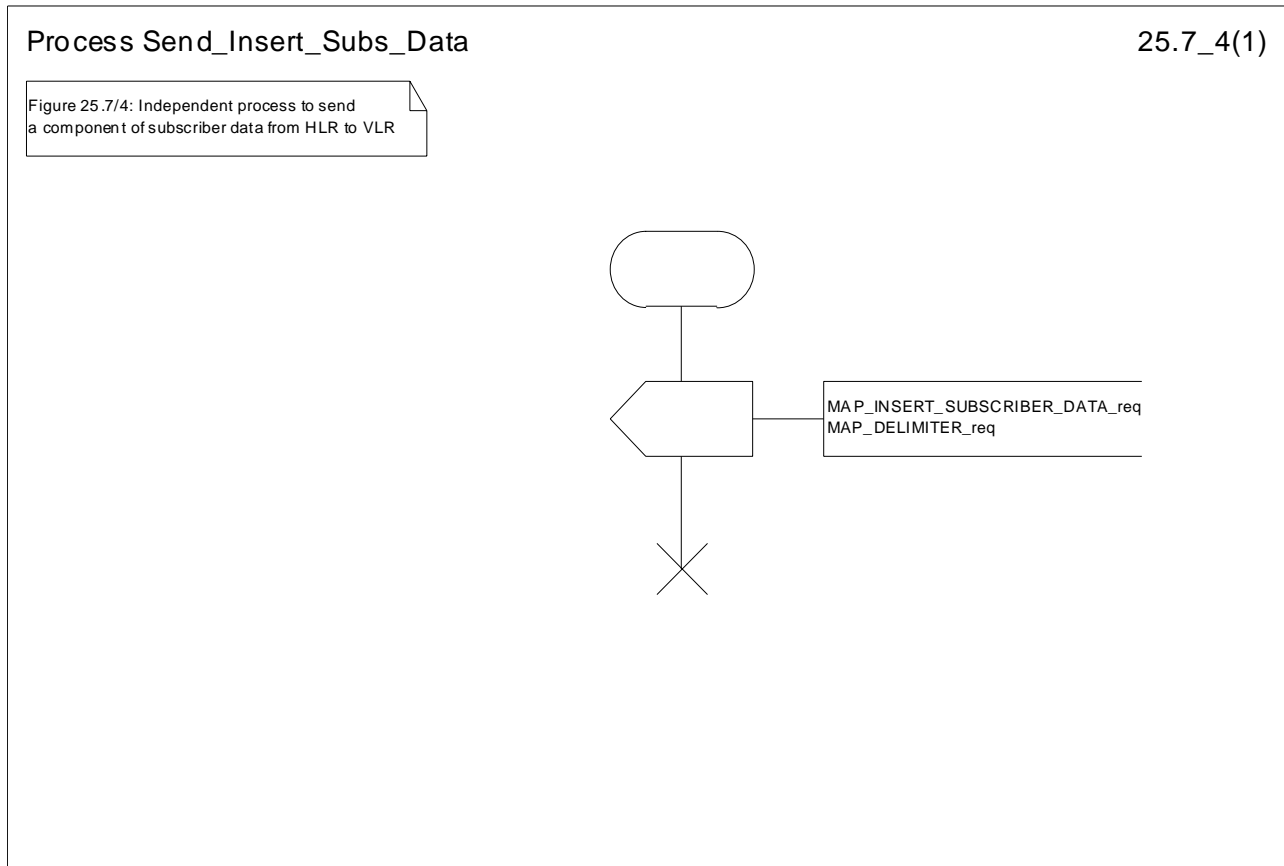 Process Send_Insert_Subs_Data
25.7_4(1)
Figure 25.7/4: Independent process to send
a component of subscriber data from HLR to VLR
MAP_INSERT_SUBSCRIBER_DATA_req
MAP_DELIMITER_req